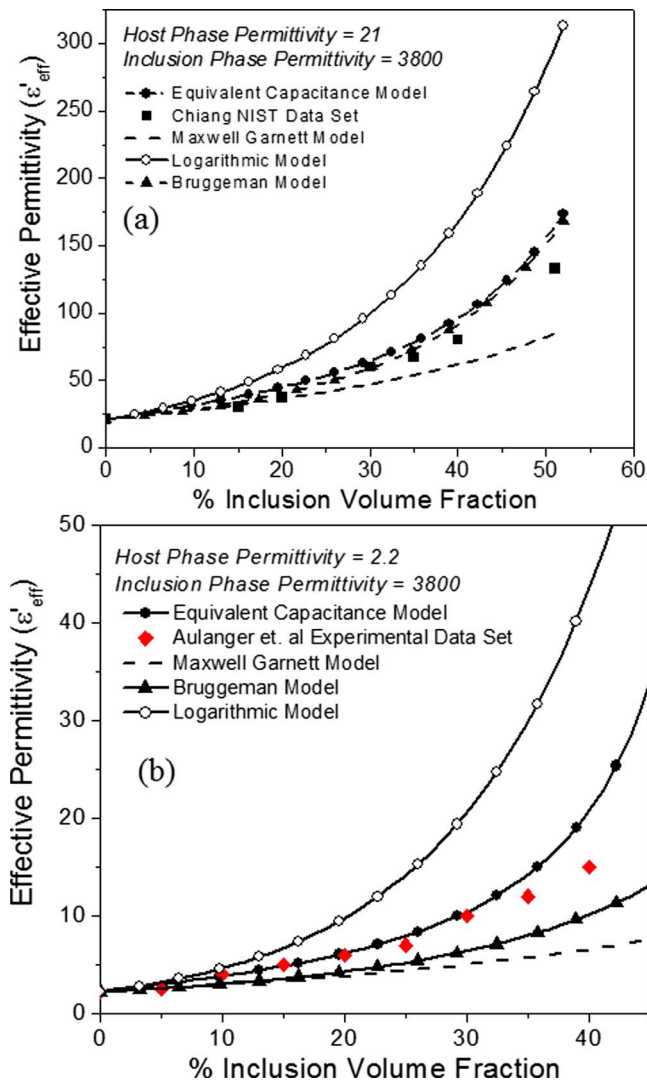 Host Phase Permittivity = 21
Inclusion Phase Permittivity = 3800
Equivalent Capacitance Model
Chiang NIST Data Set
Maxwell Garnett Model
Logarithmic Model
Bruggeman Model
(a)
Effective Permittivity (ε'eff)
300
250
200
150
100
50
0
0 10 20 30 40 50 60
% Inclusion Volume Fraction
Host Phase Permittivity = 2.2
Inclusion Phase Permittivity = 3800
Equivalent Capacitance Model
Aulanger et. al Experimental Data Set
Maxwell Garnett Model
Bruggeman Model
Logarithmic Model
(b)
Effective Permittivity (ε'eff)
50
40
30
20
10
0
0 10 20 30 40
% Inclusion Volume Fraction